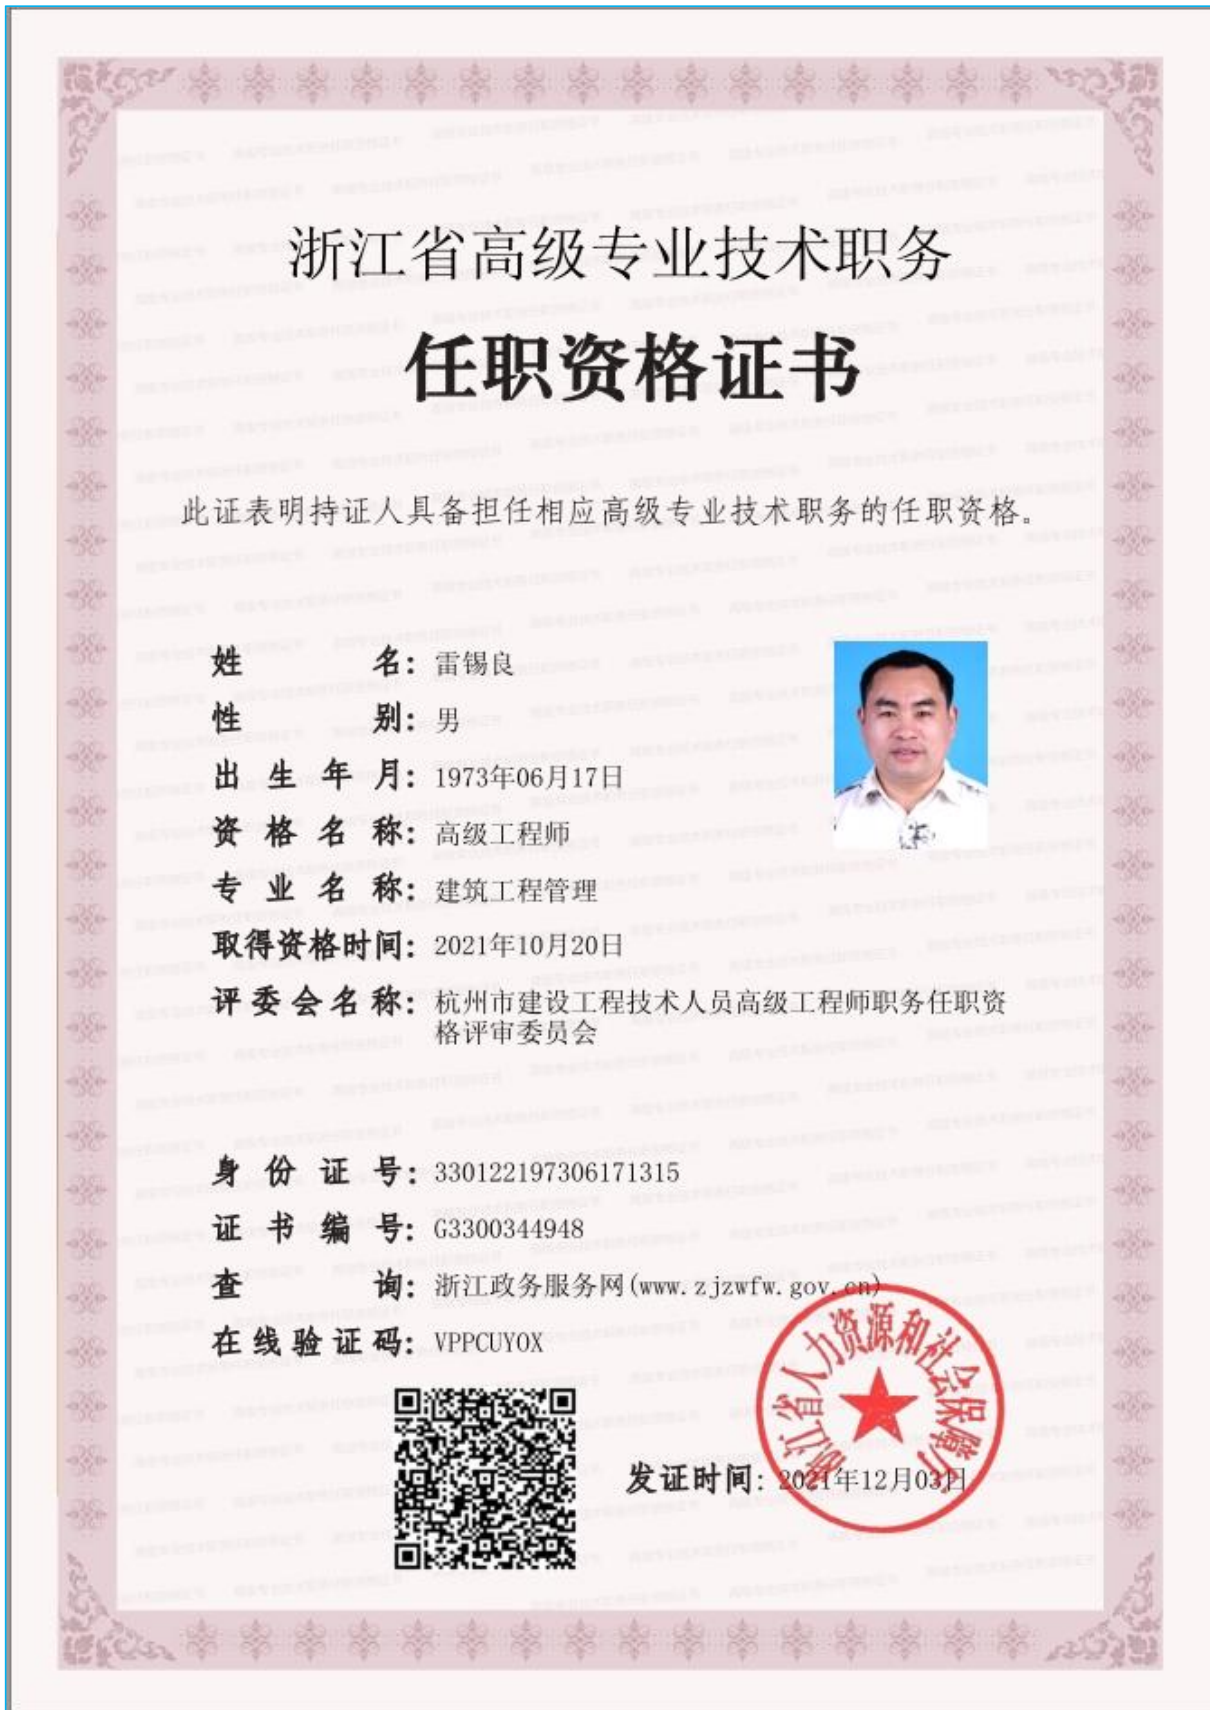 浙江省高级专业技术职务
任职资格证书
此证表明持证人具备担任相应高级专业技术职务的任职资格。
姓名：雷锡良
性别：男
出生年月：1973年06月17日
资格名称：高级工程师
专业名称：建筑工程管理
取得资格时间：2021年10月20日
评委会名称：杭州市建设工程技术人员高级工程师职务任职资
格评审委员会
身份证号：330122197306171315
证书编号：G3300344948
查询：浙江政务服务网(www.zjzwfw.gov.cn)
在线验证码：VPPCUYOX
浙江省人力资源和社会保障厅
发证时间：2021年12月03日